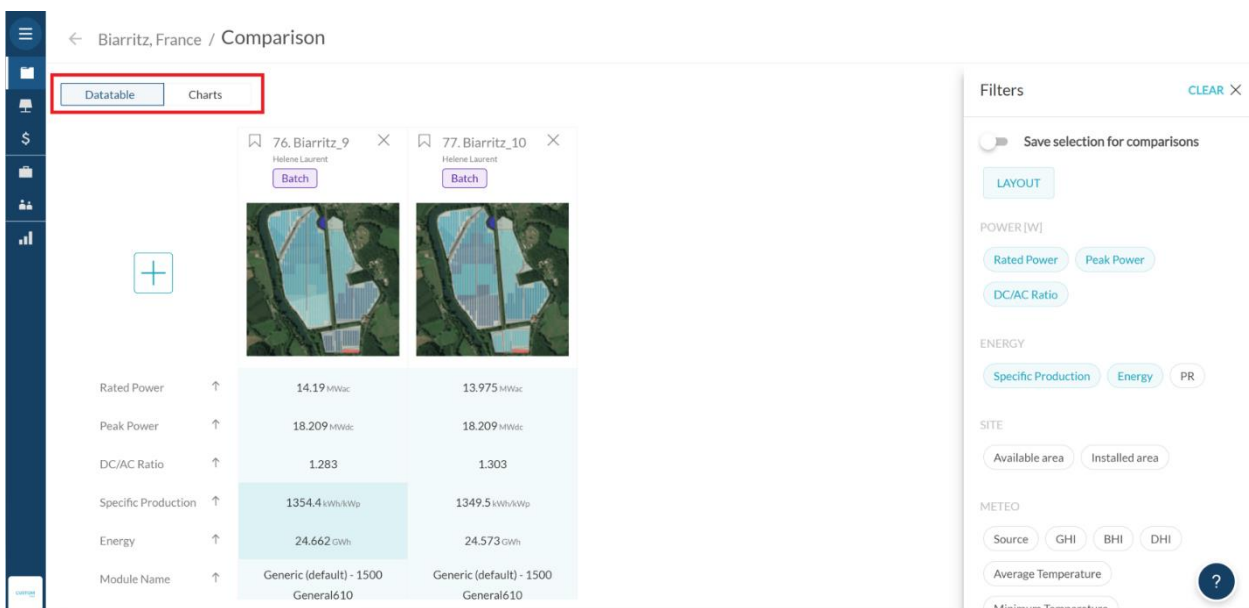 ← Biarritz, France / Comparison
Datatable Charts
76. Biarritz_9
Helene Laurent
Batch
77. Biarritz_10
Helene Laurent
Batch
Rated Power ↑ 14.19 MWac 13.975 MWac
Peak Power ↑ 18.209 MWdc 18.209 MWdc
DC/AC Ratio ↑ 1.283 1.303
Specific Production ↑ 1354.4 kWh/kWp 1349.5 kWh/kWp
Energy ↑ 24.662 GWh 24.573 GWh
Module Name ↑ Generic (default) - 1500 Generic (default) - 1500
General610 General610
Filters CLEAR ×
Save selection for comparisons
LAYOUT
POWER [W]
Rated Power Peak Power
DC/AC Ratio
ENERGY
Specific Production Energy PR
SITE
Available area Installed area
METEO
Source GHI BHI DHI
Average Temperature
Minimum Temperature
$
?